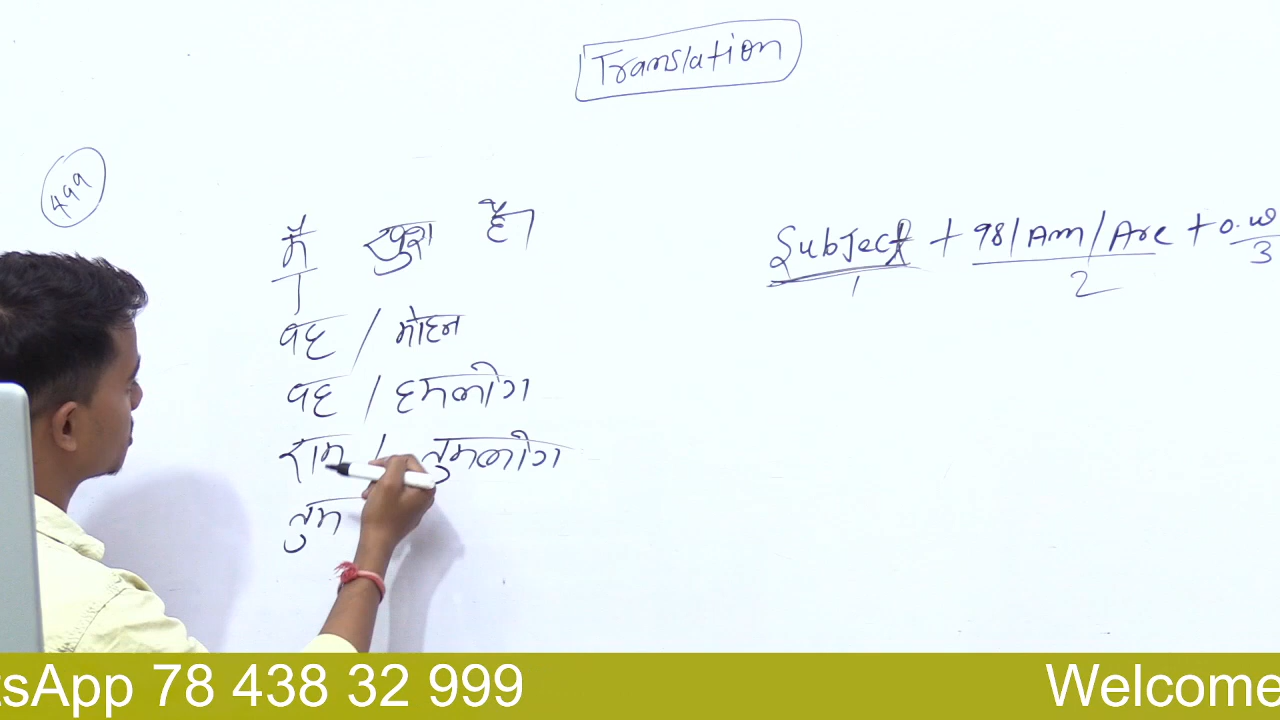 Translation
499
मैं खुश हैं।
I
वह / मोहन
वह / हमलोग
राम / तुमलोग
तुम
Subject + Is / Am / Are + o.w
1 2 3
tsApp 78 438 32 999 Welcome